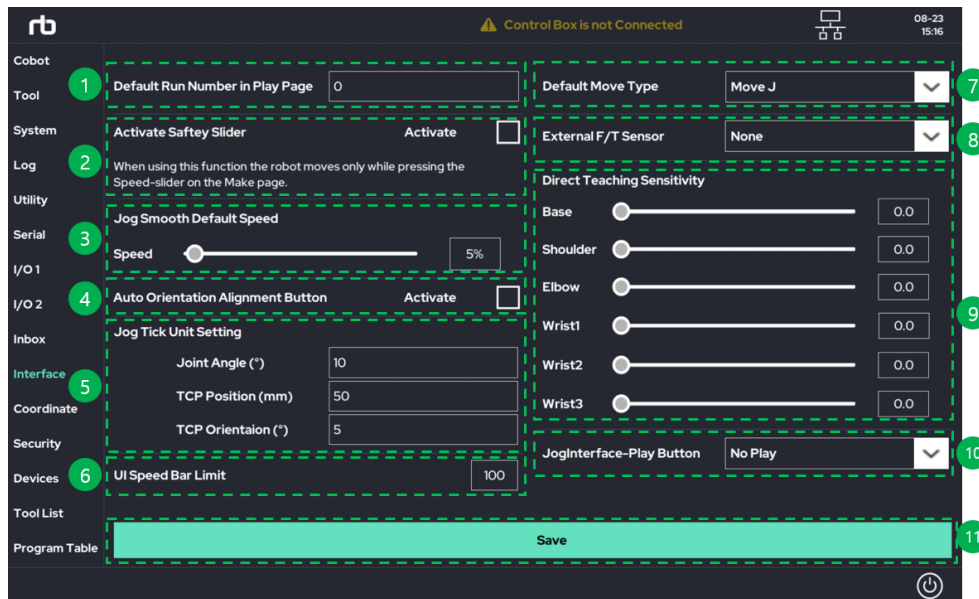 rb
Control Box is not Connected
08-23
15:16
Cobot
Tool
System
Log
Utility
Serial
I/O 1
I/O 2
Inbox
Interface
Coordinate
Security
Devices
Tool List
Program Table
1
Default Run Number in Play Page 0
2
Activate Saftey Slider Activate
When using this function the robot moves only while pressing the
Speed-slider on the Make page.
3
Jog Smooth Default Speed
Speed 5%
4
Auto Orientation Alignment Button Activate
5
Jog Tick Unit Setting
Joint Angle (°) 10
TCP Position (mm) 50
TCP Orientaion (°) 5
6
UI Speed Bar Limit 100
Default Move Type Move J
7
External F/T Sensor None
8
Direct Teaching Sensitivity
Base 0.0
Shoulder 0.0
Elbow 0.0
Wrist1 0.0
Wrist2 0.0
Wrist3 0.0
9
JogInterface-Play Button No Play
10
Save
11